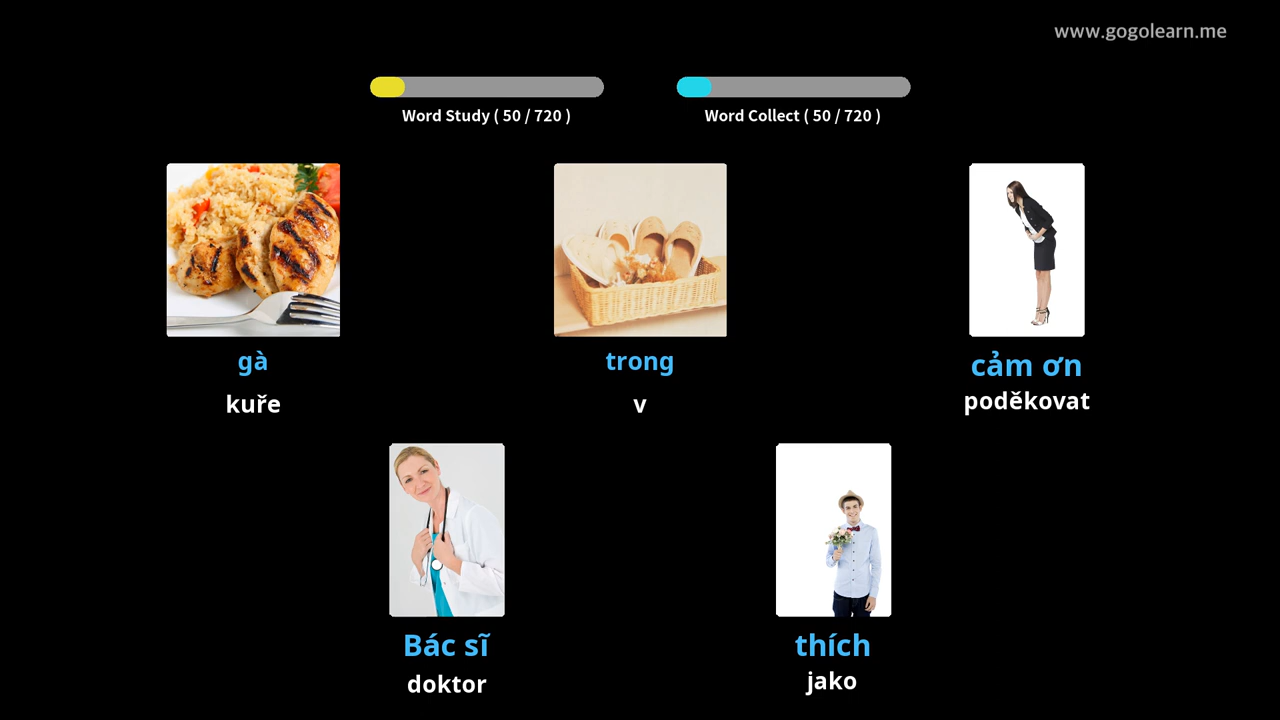 www.gogolearn.me
Word Study ( 50 / 720 )
Word Collect ( 50 / 720 )
gà
kuře
trong
v
cảm ơn
poděkovat
Bác sĩ
doktor
thích
jako